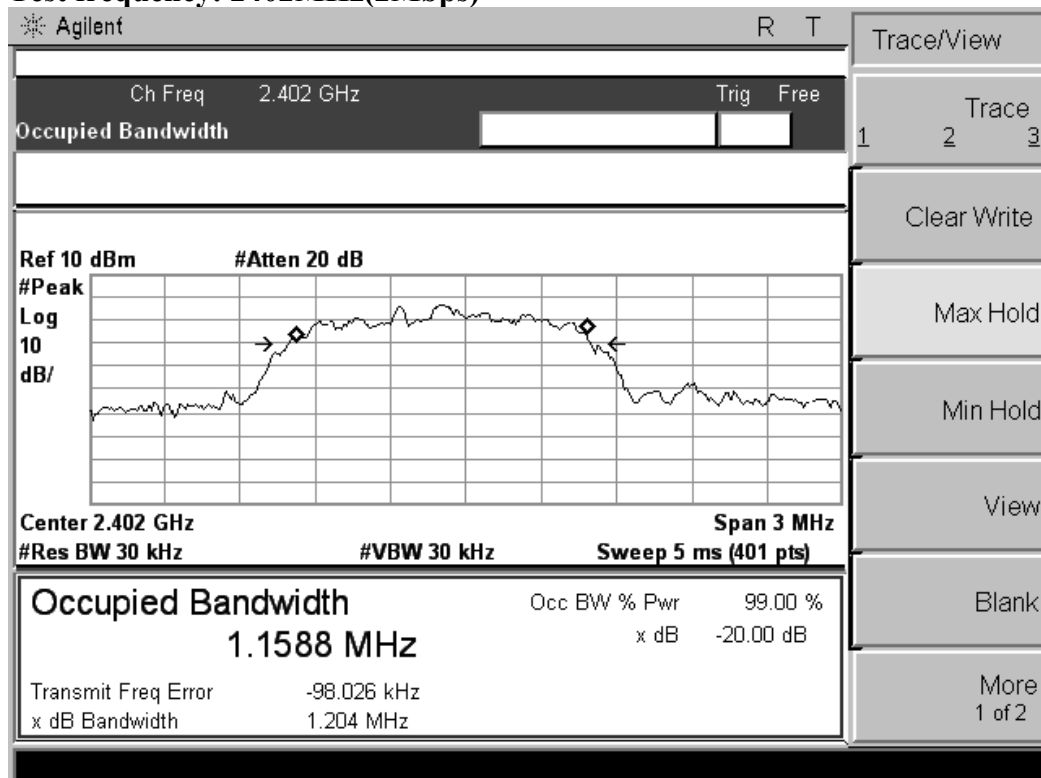 Test frequency: 2402MHz(2Mbps)
Agilent R T
Trace/View
Ch Freq 2.402 GHz Trig Free
Occupied Bandwidth
Trace
1 2 3
Clear Write
Ref 10 dBm #Atten 20 dB
#Peak
Log
10
dB/
Max Hold
Min Hold
View
Center 2.402 GHz Span 3 MHz
#Res BW 30 kHz #VBW 30 kHz Sweep 5 ms (401 pts)
Occupied Bandwidth Occ BW % Pwr 99.00 %
1.1588 MHz x dB -20.00 dB
Blank
Transmit Freq Error -98.026 kHz
x dB Bandwidth 1.204 MHz
More
1 of 2